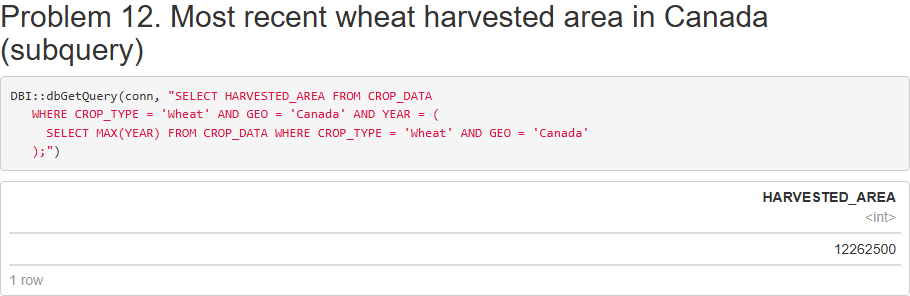 Problem 12. Most recent wheat harvested area in Canada
(subquery)
DBI::dbGetQuery(conn, "SELECT HARVESTED_AREA FROM CROP_DATA
WHERE CROP_TYPE = 'Wheat' AND GEO = 'Canada' AND YEAR = (
SELECT MAX(YEAR) FROM CROP_DATA WHERE CROP_TYPE = 'Wheat' AND GEO = 'Canada'
);")
HARVESTED_AREA
<int>
12262500
1 row